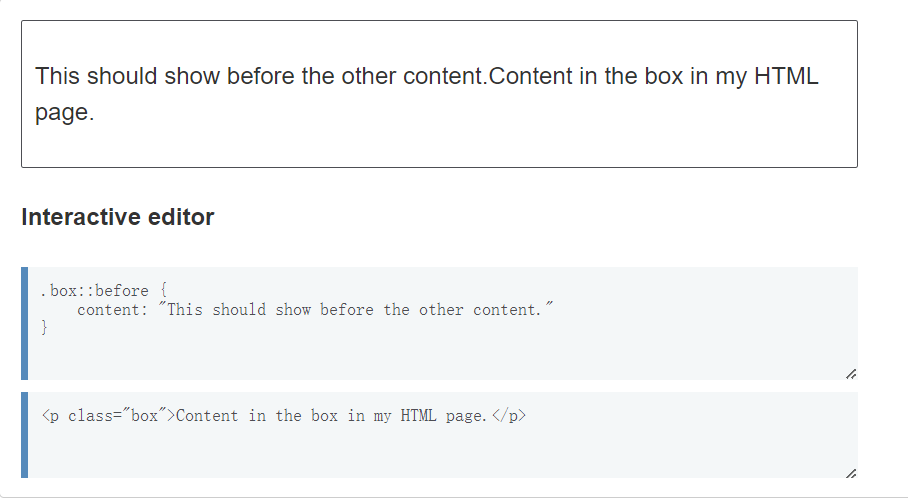 This should show before the other content.Content in the box in my HTML
page.
Interactive editor
.box::before {
    content: "This should show before the other content."
}
<p class="box">Content in the box in my HTML page.</p>